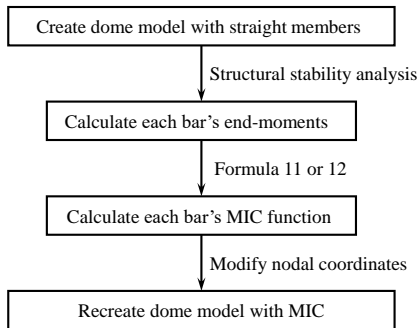 Create dome model with straight members
Structural stability analysis
Calculate each bar's end-moments
Formula 11 or 12
Calculate each bar's MIC function
Modify nodal coordinates
Recreate dome model with MIC